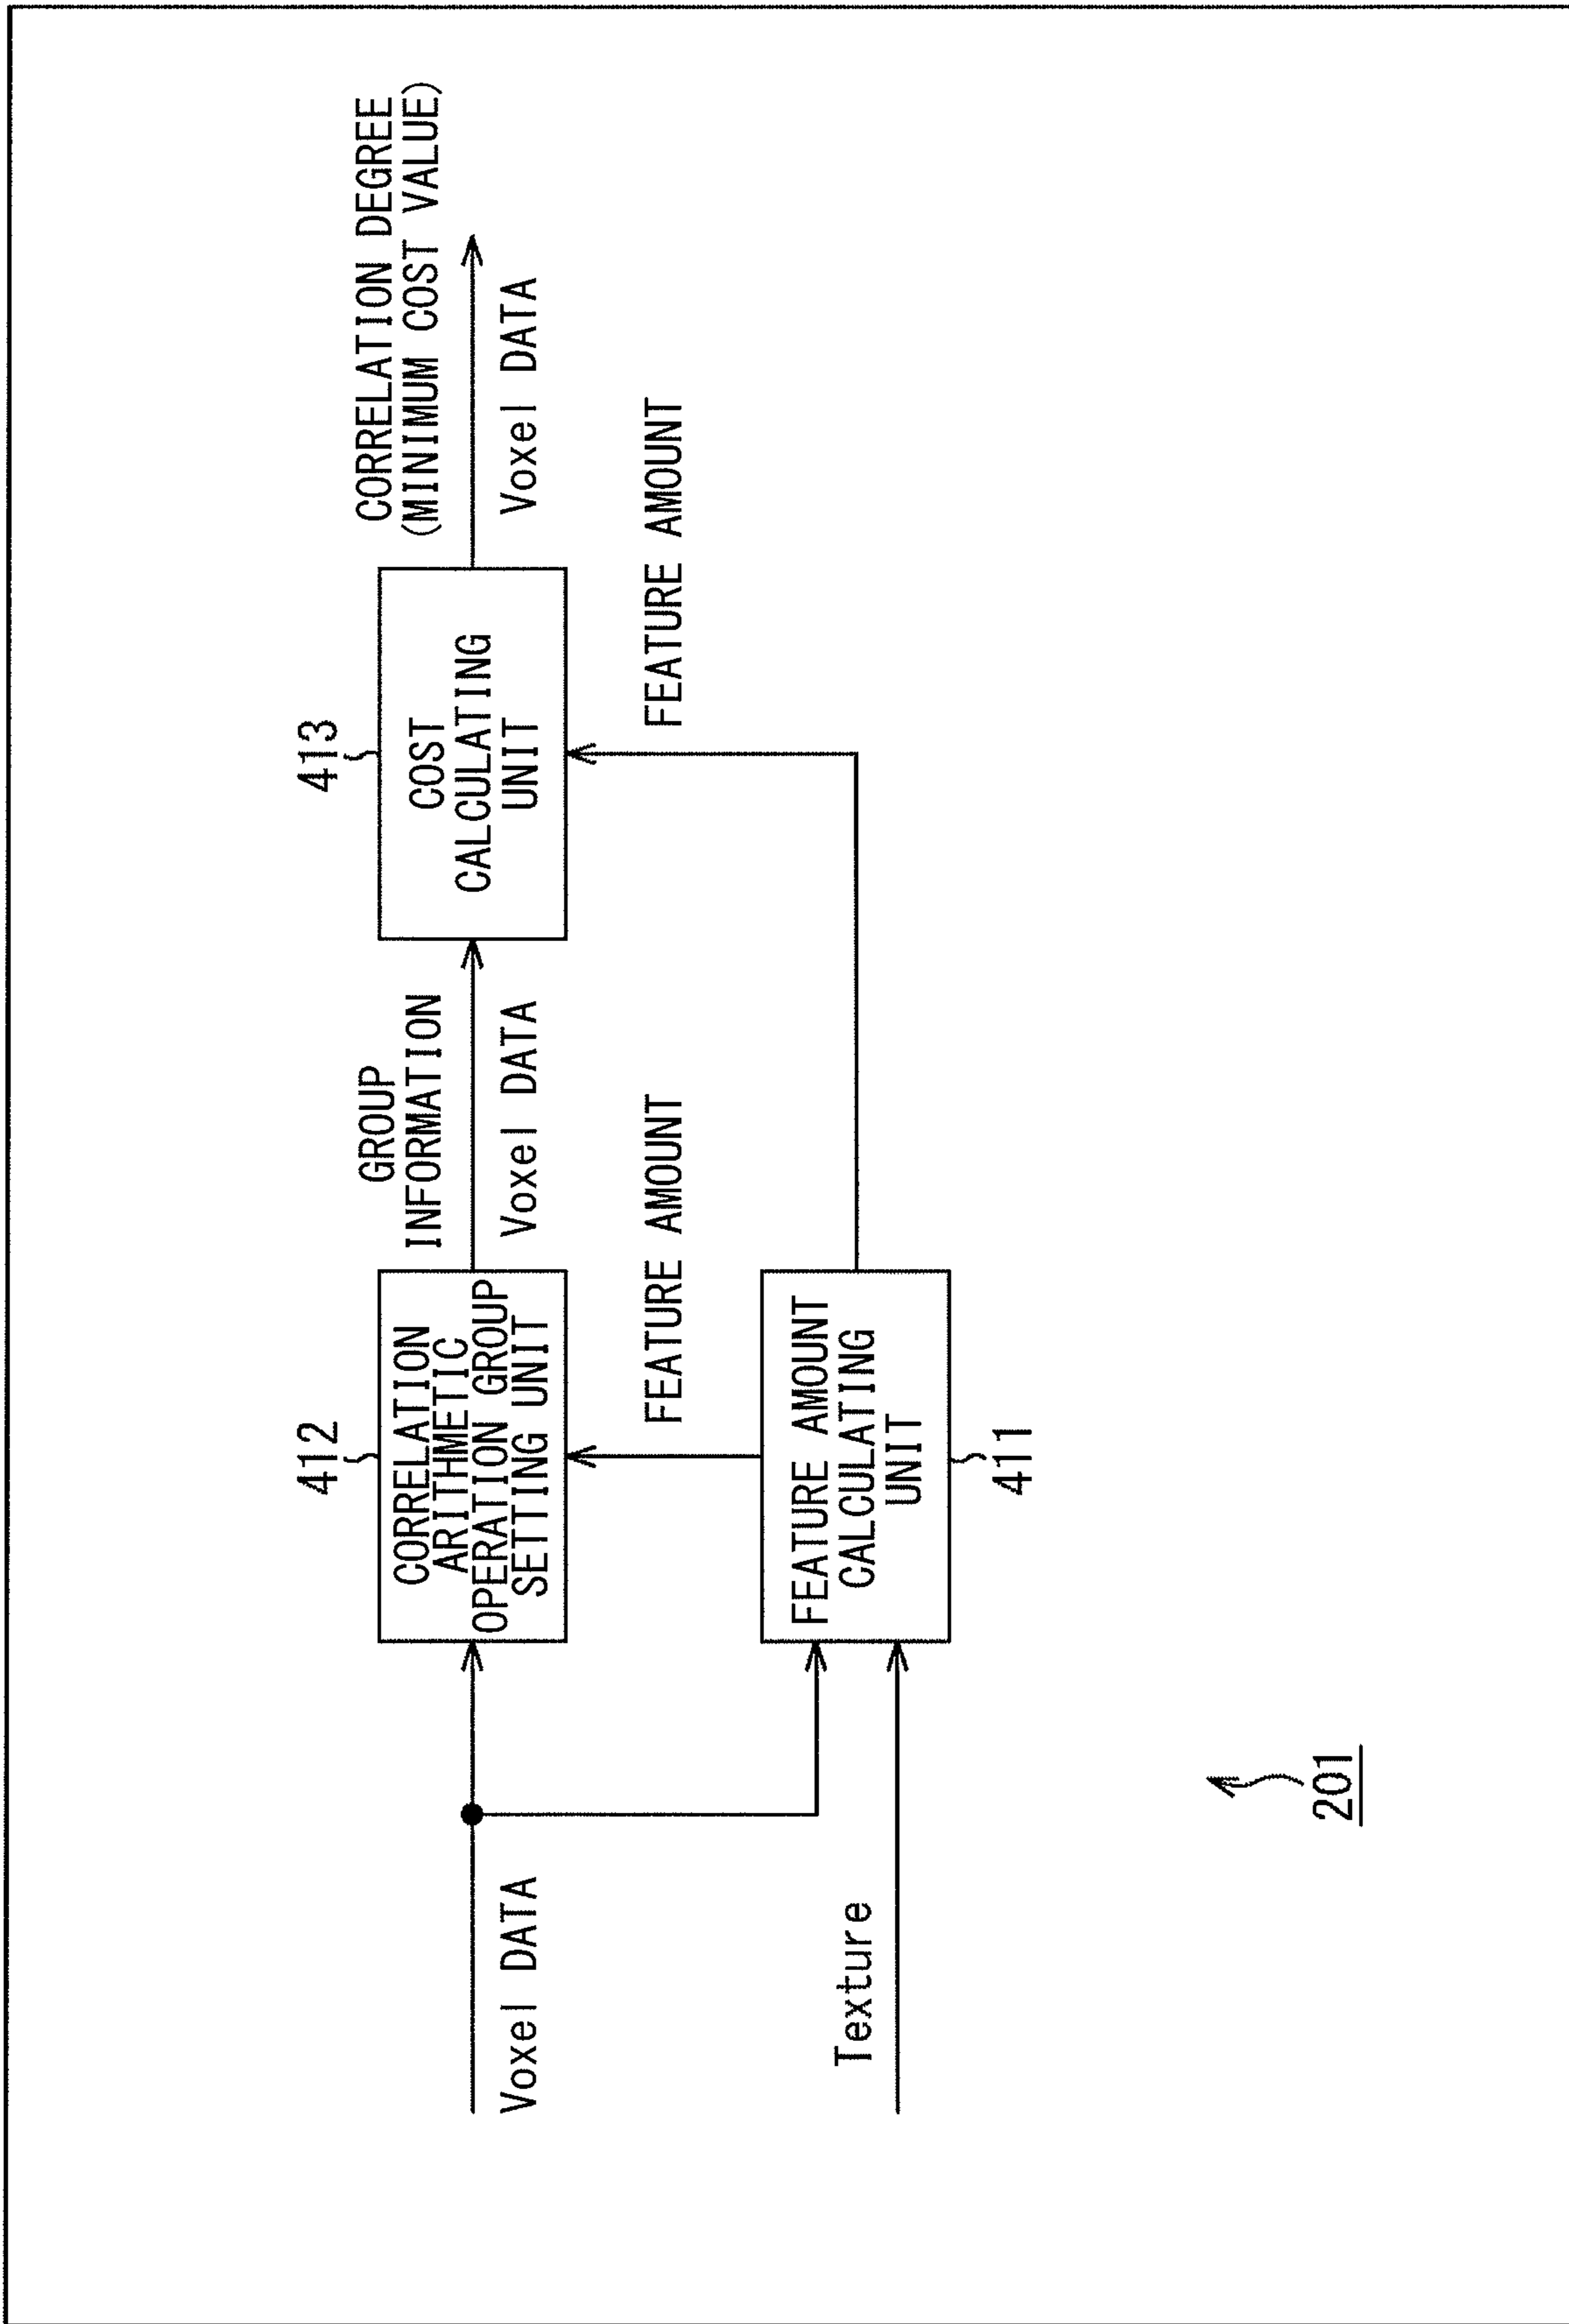 412
413
CORRELATION DEGREE
(MINIMUM COST VALUE)
GROUP
INFORMATION
CORRELATION
ARITHMETIC
OPERATION GROUP
SETTING UNIT
COST
CALCULATING
UNIT
Voxel DATA
Voxel DATA
Voxel DATA
FEATURE AMOUNT
FEATURE AMOUNT
Texture
FEATURE AMOUNT
CALCULATING
UNIT
411
201